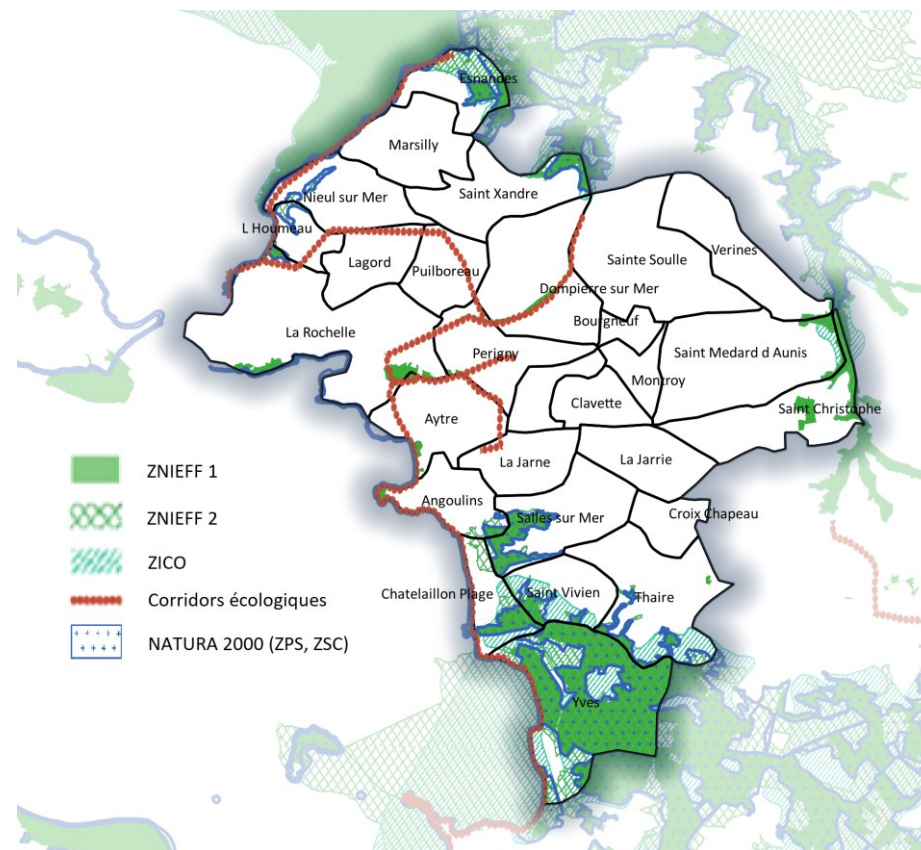 Esnandes
Marsilly
Nieul sur Mer
Saint Xandre
L Houmeau
Lagord
Puilboreau
Sainte Soulle
Verines
Dompierre sur Mer
La Rochelle
Bourgneuf
Perigny
Saint Medard d Aunis
Montroy
Clavette
Saint Christophe
Aytre
La Jarne
La Jarrie
Angoulins
Salles sur Mer
Croix Chapeau
Chatelaillon Plage
Saint Vivien
Thaire
Yves
ZNIEFF 1
ZNIEFF 2
ZICO
Corridors écologiques
NATURA 2000 (ZPS, ZSC)